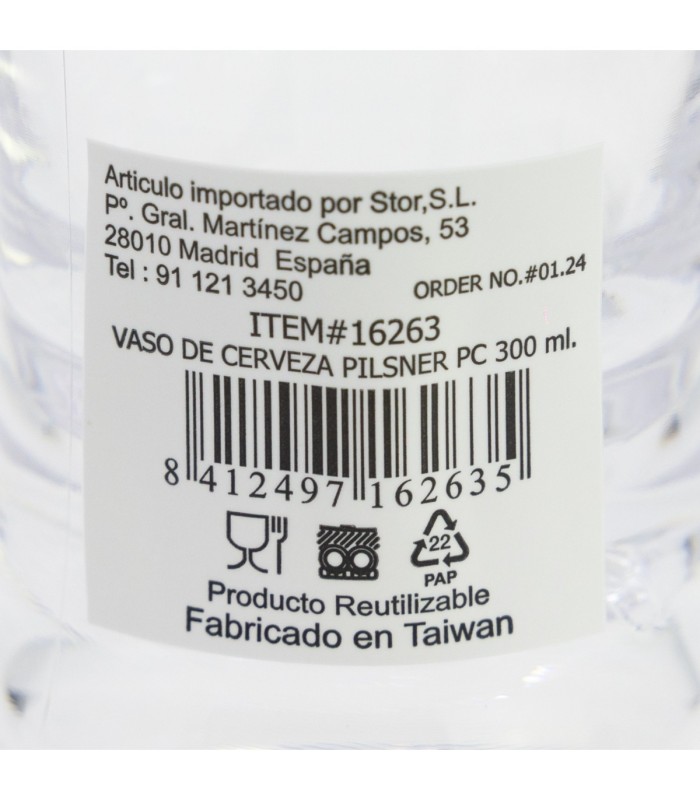 Articulo importado por Stor,S.L.
Pº. Gral. Martínez Campos, 53
28010 Madrid España
Tel : 91 121 3450
ORDER NO.#01.24
ITEM#16263
VASO DE CERVEZA PILSNER PC 300 ml.
8 412497 162635
22
PAP
Producto Reutilizable
Fabricado en Taiwan